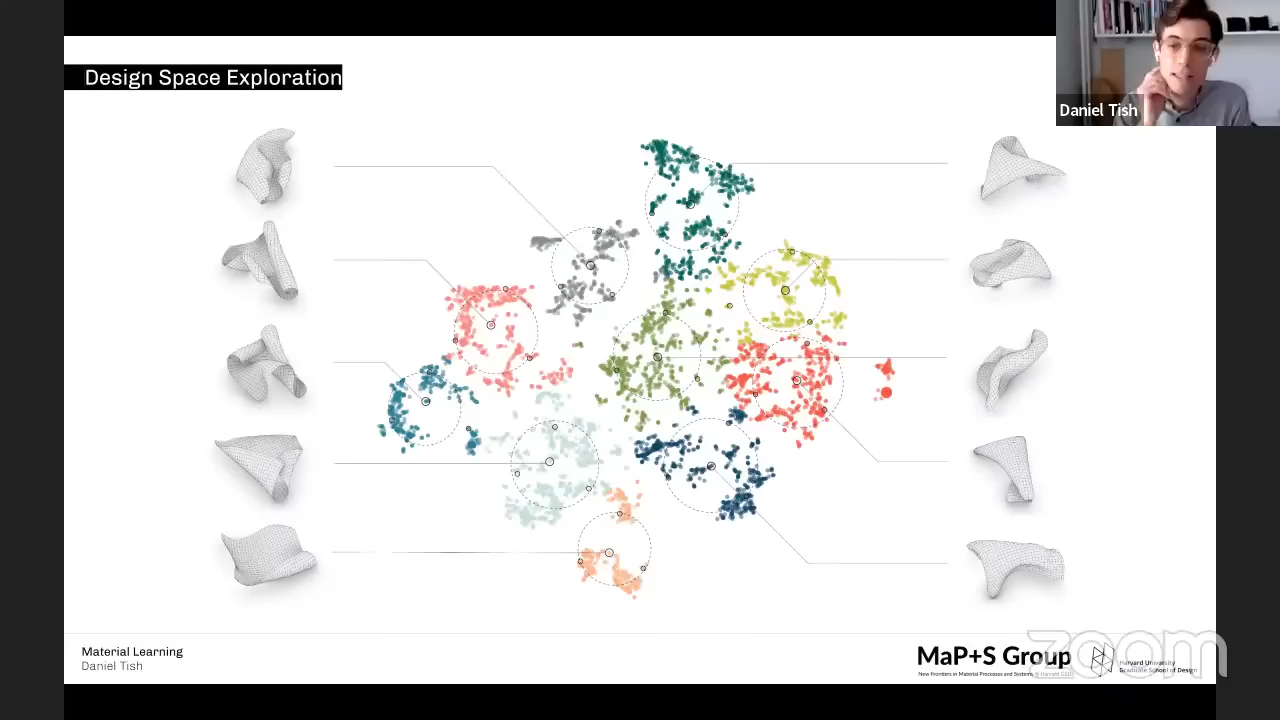 Design Space Exploration
Daniel Tish
Material Learning
Daniel Tish
MaP+S Group
New Frontiers in Material Processes and Systems @ Harvard GSD
Harvard University
Graduate School of Design
zoom